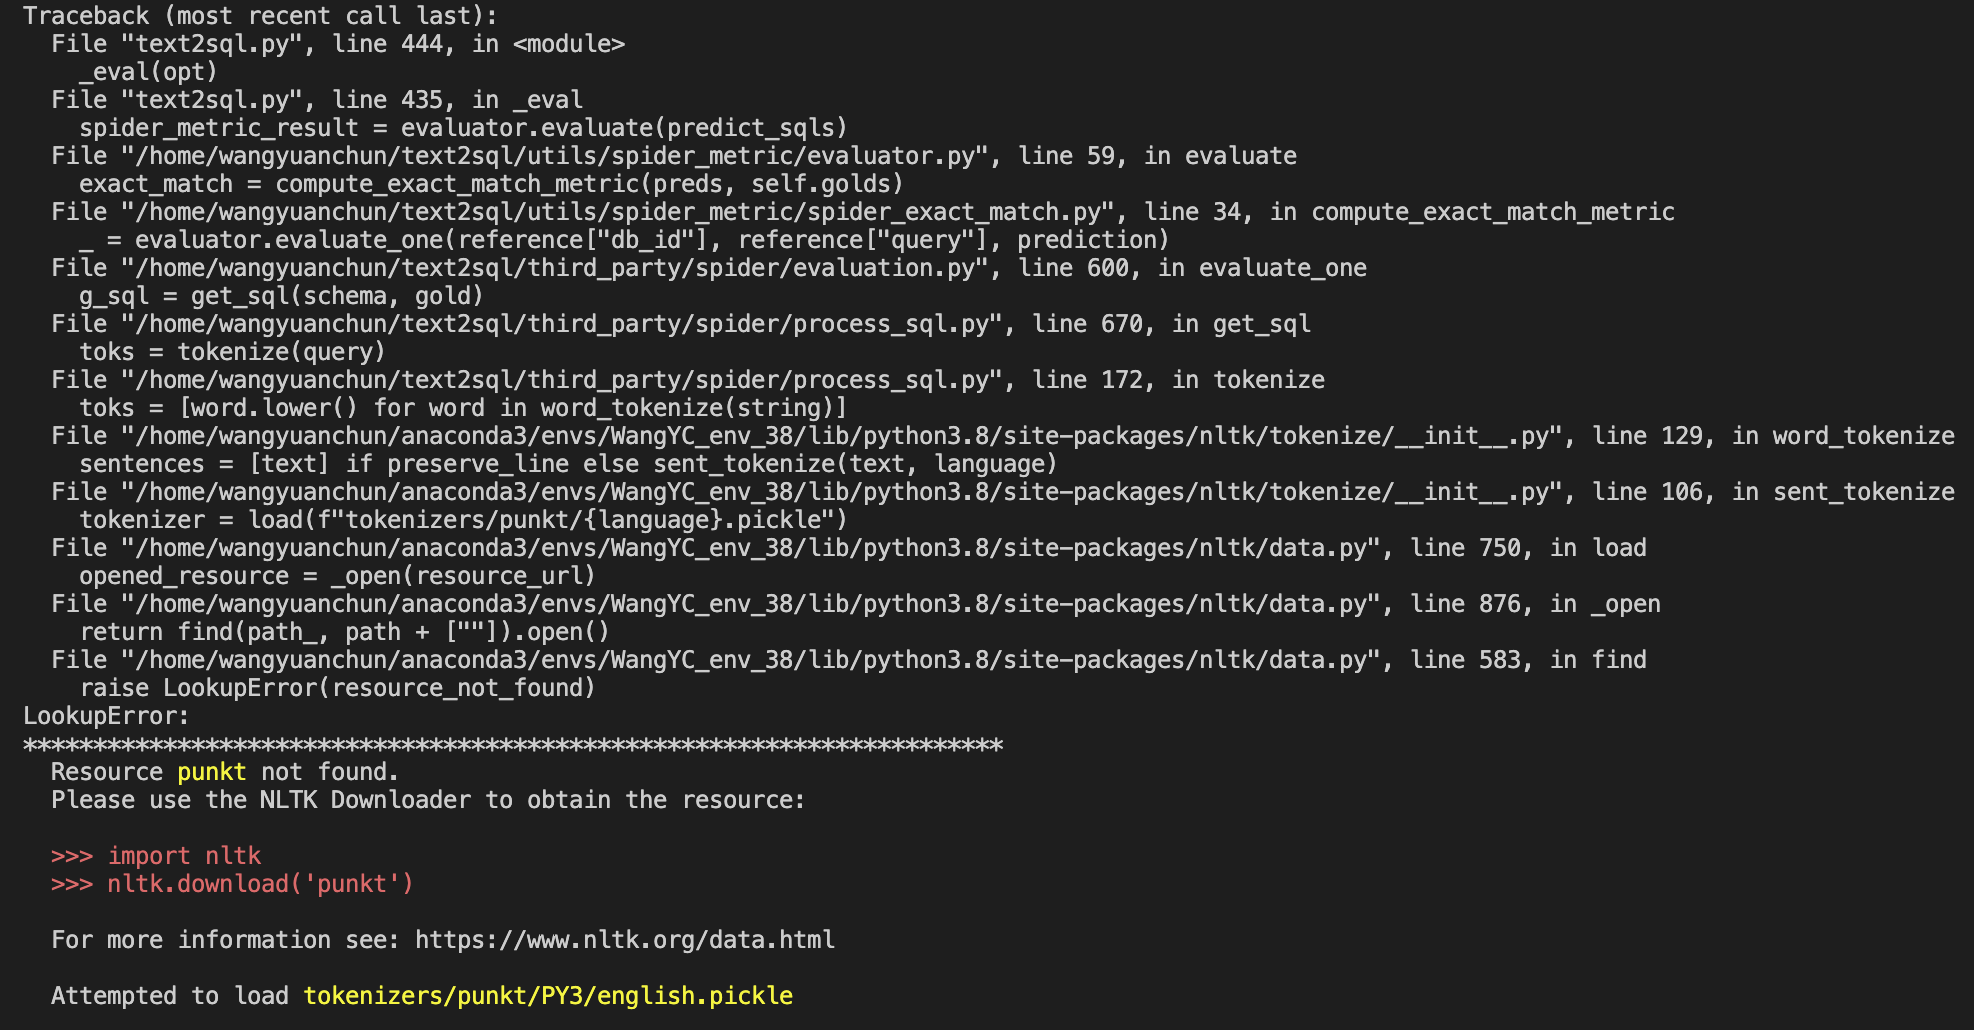 Traceback (most recent call last):
  File "text2sql.py", line 444, in <module>
    _eval(opt)
  File "text2sql.py", line 435, in _eval
    spider_metric_result = evaluator.evaluate(predict_sqls)
  File "/home/wangyuanchun/text2sql/utils/spider_metric/evaluator.py", line 59, in evaluate
    exact_match = compute_exact_match_metric(preds, self.golds)
  File "/home/wangyuanchun/text2sql/utils/spider_metric/spider_exact_match.py", line 34, in compute_exact_match_metric
    _ = evaluator.evaluate_one(reference["db_id"], reference["query"], prediction)
  File "/home/wangyuanchun/text2sql/third_party/spider/evaluation.py", line 600, in evaluate_one
    g_sql = get_sql(schema, gold)
  File "/home/wangyuanchun/text2sql/third_party/spider/process_sql.py", line 670, in get_sql
    toks = tokenize(query)
  File "/home/wangyuanchun/text2sql/third_party/spider/process_sql.py", line 172, in tokenize
    toks = [word.lower() for word in word_tokenize(string)]
  File "/home/wangyuanchun/anaconda3/envs/WangYC_env_38/lib/python3.8/site-packages/nltk/tokenize/__init__.py", line 129, in word_tokenize
    sentences = [text] if preserve_line else sent_tokenize(text, language)
  File "/home/wangyuanchun/anaconda3/envs/WangYC_env_38/lib/python3.8/site-packages/nltk/tokenize/__init__.py", line 106, in sent_tokenize
    tokenizer = load(f"tokenizers/punkt/{language}.pickle")
  File "/home/wangyuanchun/anaconda3/envs/WangYC_env_38/lib/python3.8/site-packages/nltk/data.py", line 750, in load
    opened_resource = _open(resource_url)
  File "/home/wangyuanchun/anaconda3/envs/WangYC_env_38/lib/python3.8/site-packages/nltk/data.py", line 876, in _open
    return find(path_, path + [""]).open()
  File "/home/wangyuanchun/anaconda3/envs/WangYC_env_38/lib/python3.8/site-packages/nltk/data.py", line 583, in find
    raise LookupError(resource_not_found)
LookupError:
**********************************************************************
  Resource punkt not found.
  Please use the NLTK Downloader to obtain the resource:

  >>> import nltk
  >>> nltk.download('punkt')

  For more information see: https://www.nltk.org/data.html

  Attempted to load tokenizers/punkt/PY3/english.pickle